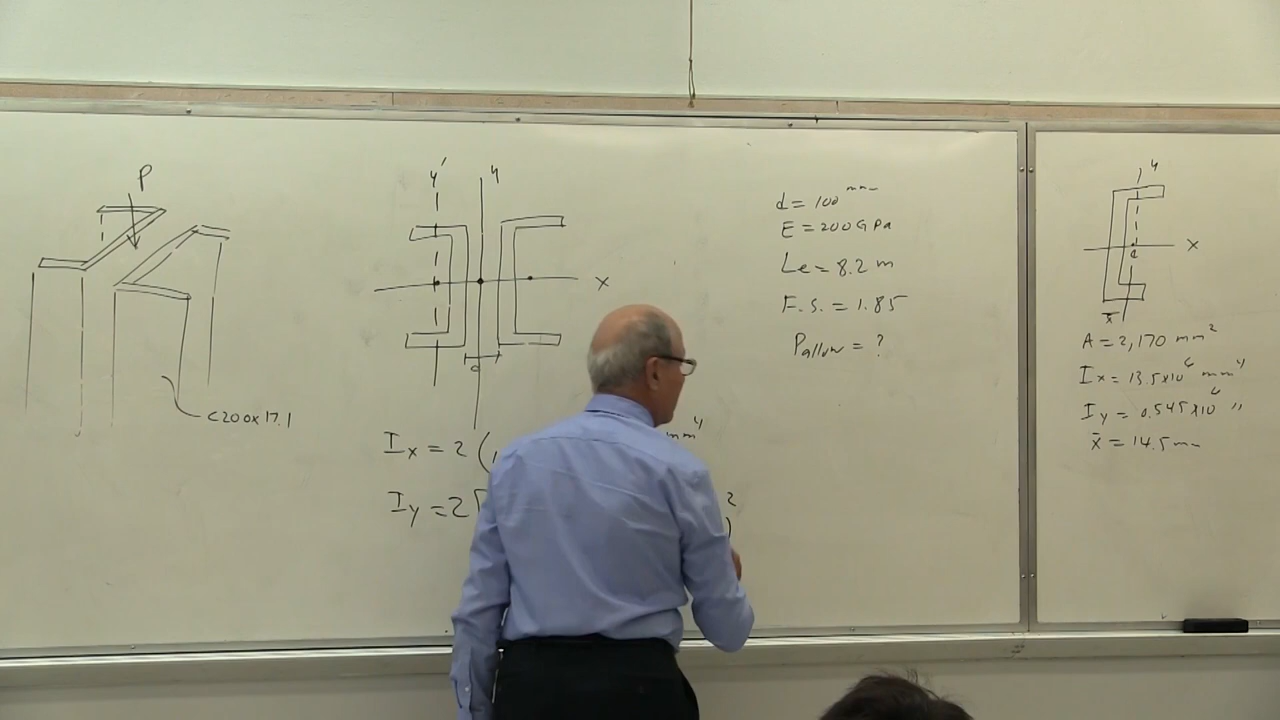 P
C200x17.1
y'
y
x
d
Ix = 2 (
mm⁴
Iy = 2[
2
)
d = 100 mm
E = 200 GPa
Le = 8.2 m
F.S. = 1.85
Pallow = ?
y
x
c
x̄
A = 2,170 mm²
Ix = 13.5x10⁶ mm⁴
Iy = 0.545x10⁶ "
x̄ = 14.5 mm